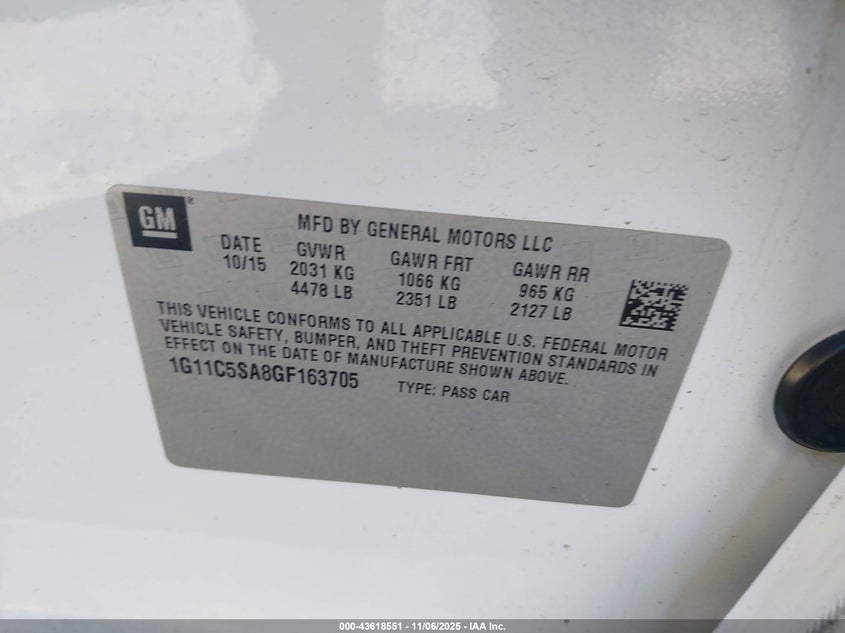 GM ®
MFD BY GENERAL MOTORS LLC
DATE GVWR GAWR FRT GAWR RR
10/15 2031 KG 1066 KG 965 KG
4478 LB 2351 LB 2127 LB
THIS VEHICLE CONFORMS TO ALL APPLICABLE U.S. FEDERAL MOTOR
VEHICLE SAFETY, BUMPER, AND THEFT PREVENTION STANDARDS IN
EFFECT ON THE DATE OF MANUFACTURE SHOWN ABOVE.
1G11C5SA8GF163705 TYPE: PASS CAR
000-43618551 - 11/06/2025 - IAA Inc.